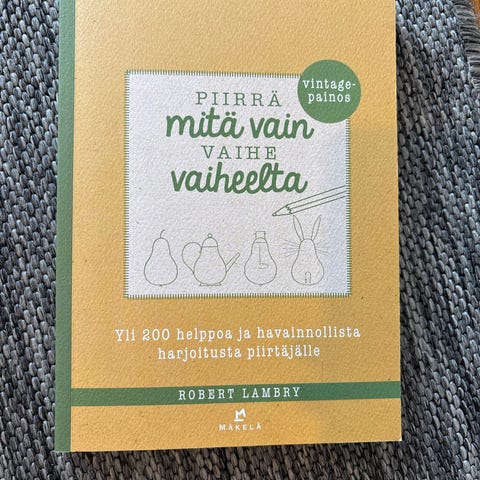 vintage-
painos
PIIRRÄ
mitä vain
VAIHE
vaiheelta
Yli 200 helppoa ja havainnollista
harjoitusta piirtäjälle
ROBERT LAMBRY
MÄKELÄ